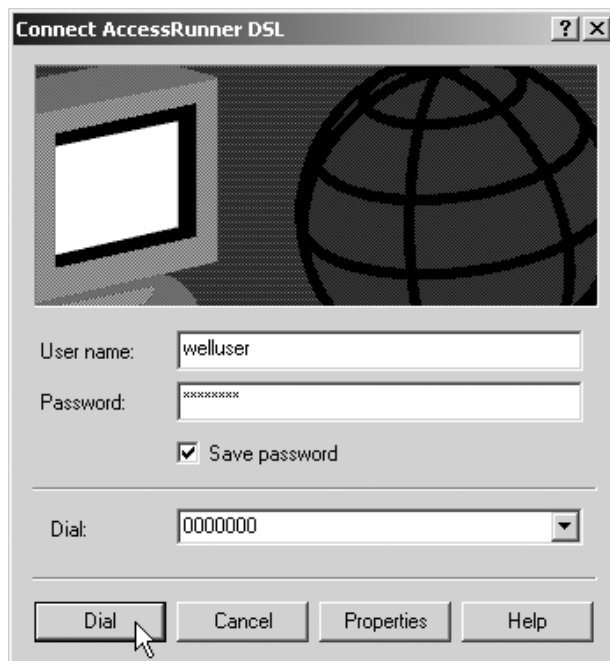 Connect AccessRunner DSL
User name: welluser
Password: ********
Save password
Dial: 0000000
Dial Cancel Properties Help